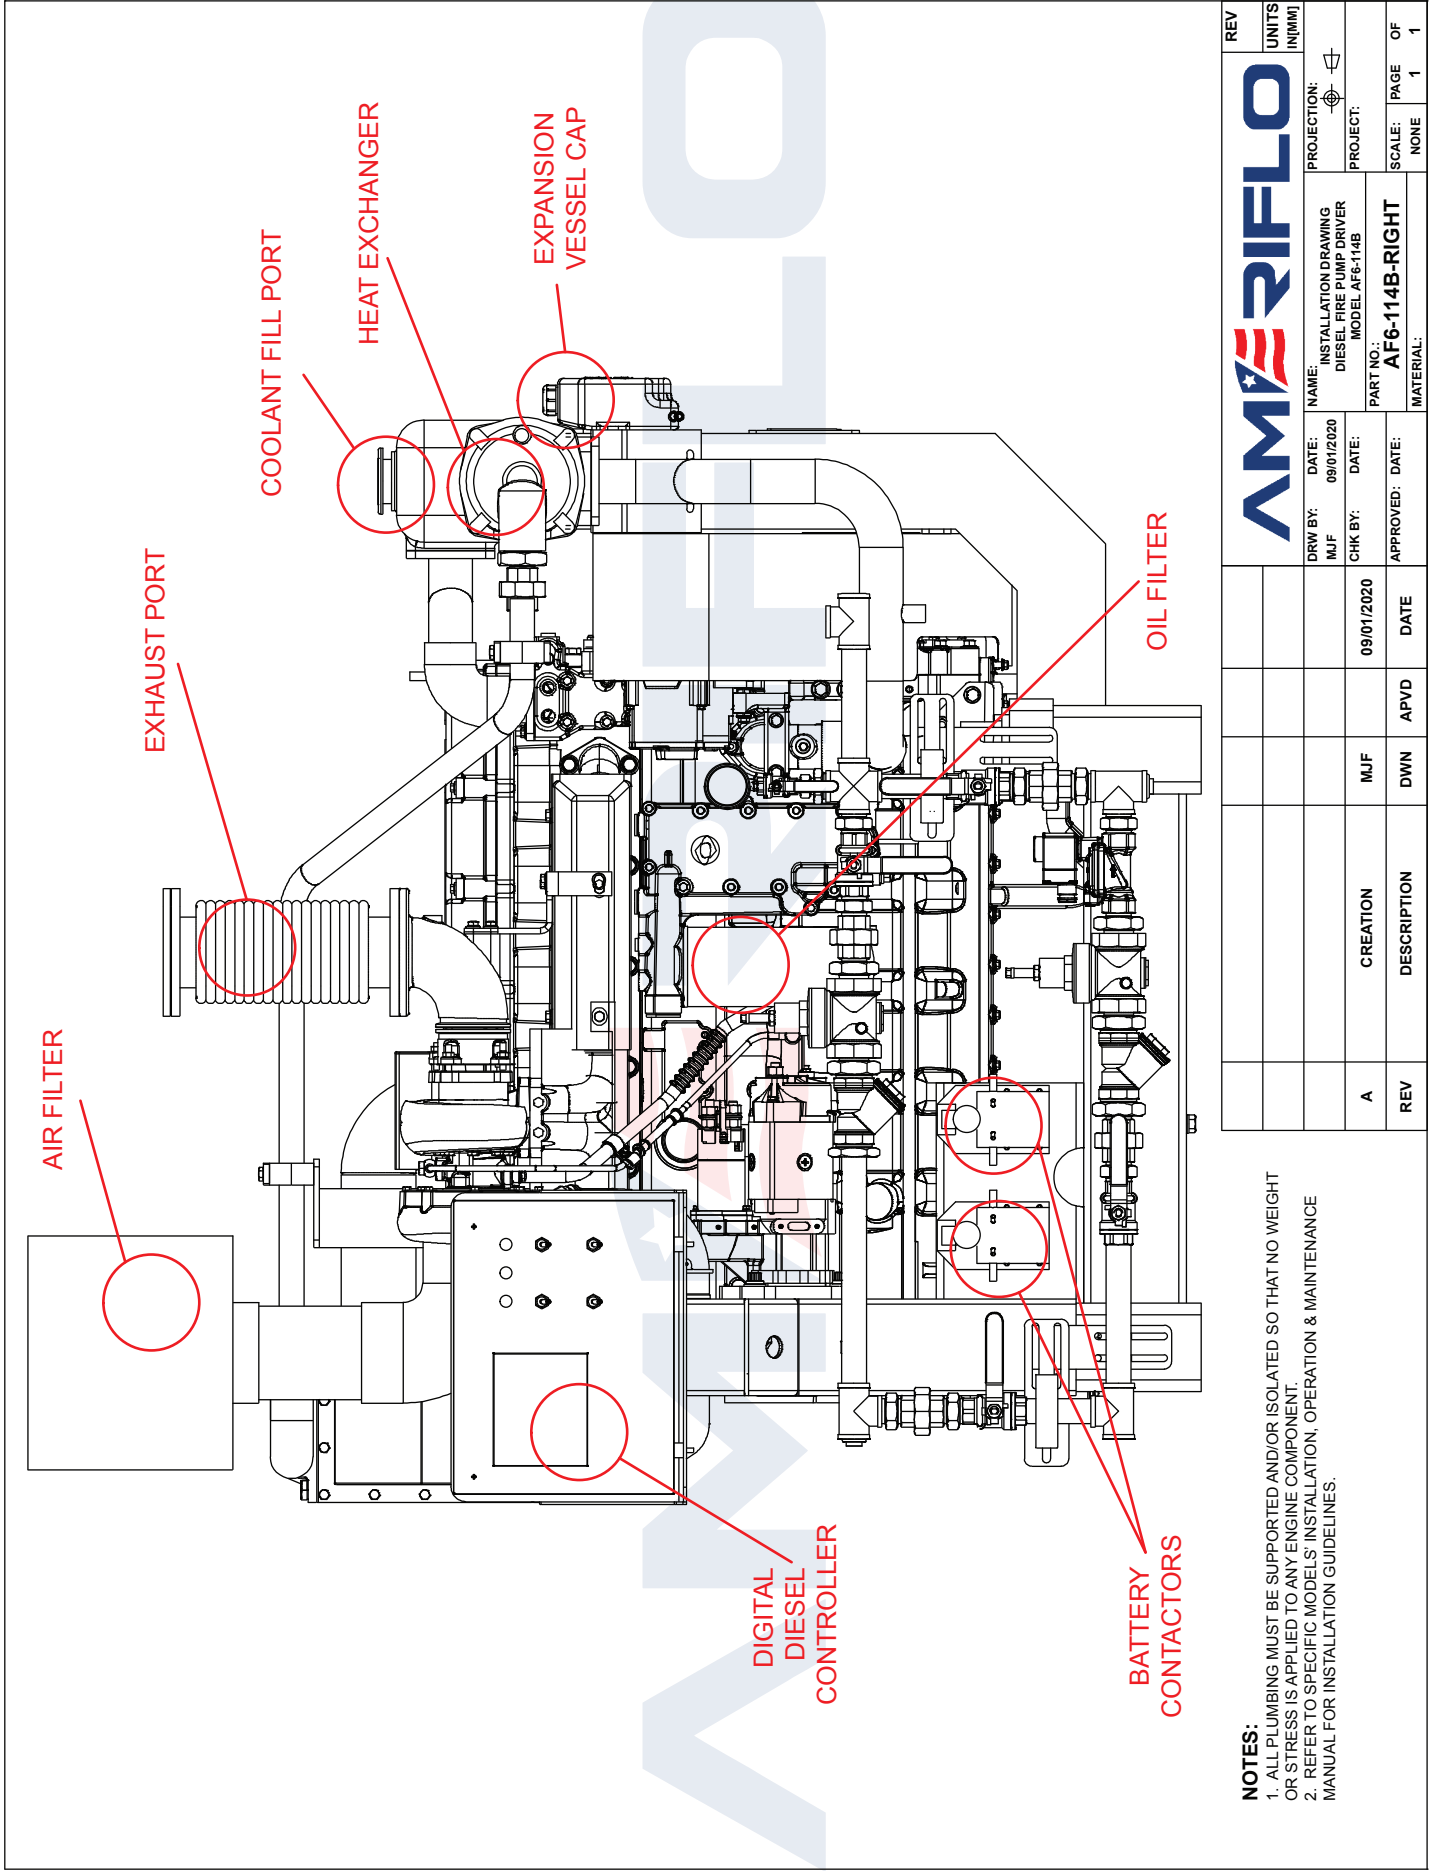 AIR FILTER
EXHAUST PORT
COOLANT FILL PORT
HEAT EXCHANGER
EXPANSION
VESSEL CAP
OIL FILTER
DIGITAL
DIESEL
CONTROLLER
BATTERY
CONTACTORS
AMERIFLO
NOTES:
1. ALL PLUMBING MUST BE SUPPORTED AND/OR ISOLATED SO THAT NO WEIGHT
OR STRESS IS APPLIED TO ANY ENGINE COMPONENT.
2. REFER TO SPECIFIC MODELS' INSTALLATION, OPERATION & MAINTENANCE
MANUAL FOR INSTALLATION GUIDELINES.
A CREATION MJF 09/01/2020
REV DESCRIPTION DWN APVD DATE
AMERIFLO
REV
UNITS
IN[MM]
DRW BY: DATE:
MJF 09/01/2020
CHK BY: DATE:
APPROVED: DATE:
NAME:
INSTALLATION DRAWING
DIESEL FIRE PUMP DRIVER
MODEL AF6-114B
PART NO.:
AF6-114B-RIGHT
MATERIAL:
PROJECTION:
PROJECT:
SCALE: PAGE OF
NONE 1 1